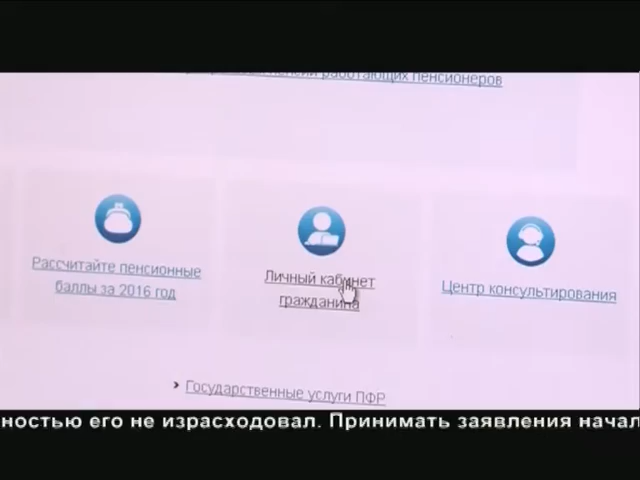 работающих пенсионеров
Рассчитайте пенсионные
баллы за 2016 год
Личный кабинет
гражданина
Центр консультирования
Государственные услуги ПФР
ностью его не израсходовал. Принимать заявления начал